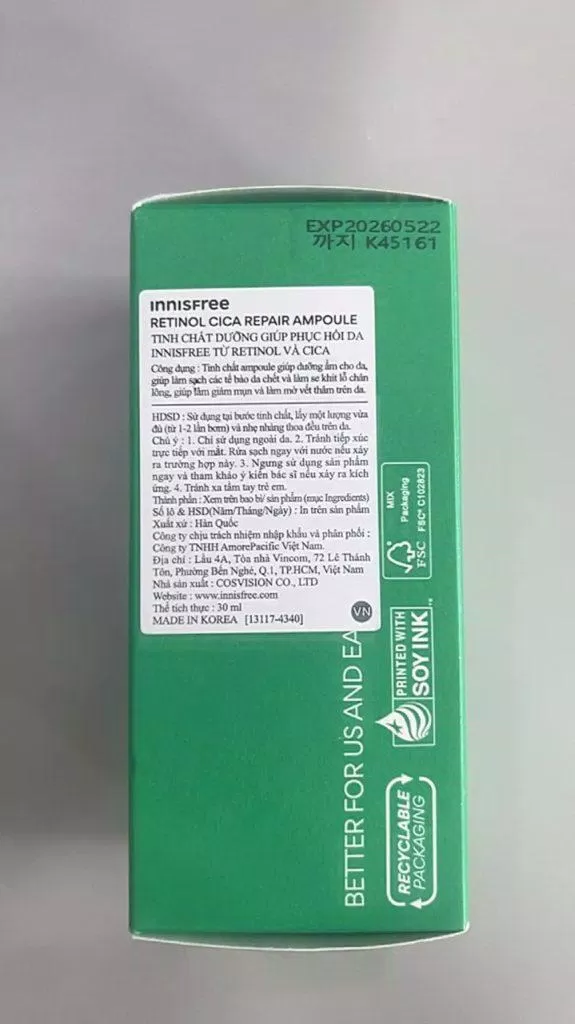 EXP20260522
까지 K45161
innisfree
RETINOL CICA REPAIR AMPOULE
TINH CHẤT DƯỠNG GIÚP PHỤC HỒI DA
INNISFREE TỪ RETINOL VÀ CICA
Công dụng : Tinh chất ampoule giúp dưỡng ẩm cho da,
giúp làm sạch các tế bào da chết và làm se khít lỗ chân
lông, giúp làm giảm mụn và làm mờ vết thâm trên da.
HDSD : Sử dụng tại bước tinh chất, lấy một lượng vừa
đủ (từ 1-2 lần bơm) và nhẹ nhàng thoa đều trên da.
Chú ý : 1. Chỉ sử dụng ngoài da. 2. Tránh tiếp xúc
trực tiếp với mắt. Rửa sạch ngay với nước nếu xảy
ra trường hợp này. 3. Ngưng sử dụng sản phẩm
ngay và tham khảo ý kiến bác sĩ nếu xảy ra kích
ứng. 4. Tránh xa tầm tay trẻ em.
Thành phần : Xem trên bao bì/ sản phẩm (mục Ingredients)
Số lô & HSD(Năm/Tháng/Ngày) : In trên sản phẩm
Xuất xứ : Hàn Quốc
Công ty chịu trách nhiệm nhập khẩu và phân phối :
Công ty TNHH AmorePacific Việt Nam.
Địa chỉ : Lầu 4A, Tòa nhà Vincom, 72 Lê Thánh
Tôn, Phường Bến Nghé, Q.1, TP.HCM, Việt Nam
Nhà sản xuất : COSVISION CO., LTD
Website : www.innisfree.com
Thể tích thực : 30 ml
MADE IN KOREA [13117-4340]
VN
BETTER FOR US AND EA
MIX
Packaging
FSC
FSC® C102823
PRINTED WITH
SOY INK™
RECYCLABLE
PACKAGING